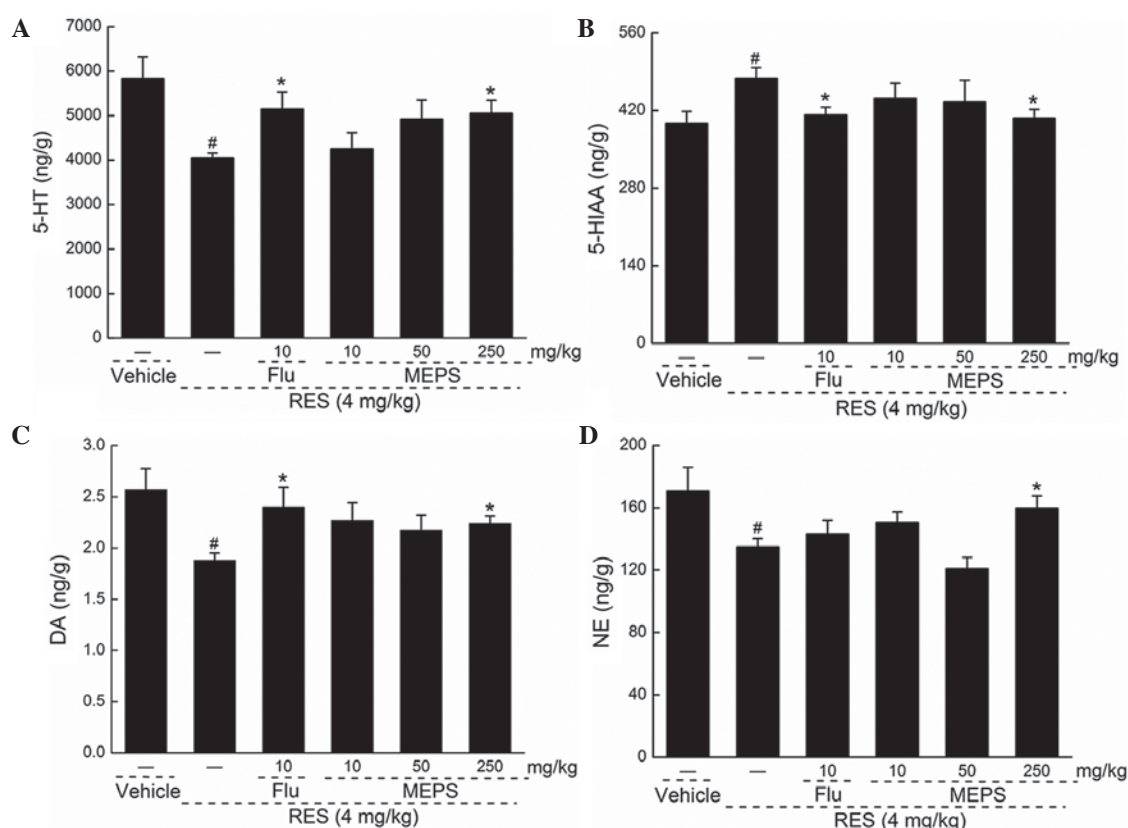 A
5-HT (ng/g)
7000
6000
5000
4000
3000
2000
1000
0
#
*
*
— — 10 10 50 250 mg/kg
Vehicle Flu MEPS
RES (4 mg/kg)
B
5-HIAA (ng/g)
560
420
280
140
0
#
*
*
— — 10 10 50 250 mg/kg
Vehicle Flu MEPS
RES (4 mg/kg)
C
DA (ng/g)
3.0
2.5
2.0
1.5
1.0
0.5
0.0
#
*
*
— — 10 10 50 250 mg/kg
Vehicle Flu MEPS
RES (4 mg/kg)
D
NE (ng/g)
200
160
120
80
40
0
#
*
— — 10 10 50 250 mg/kg
Vehicle Flu MEPS
RES (4 mg/kg)